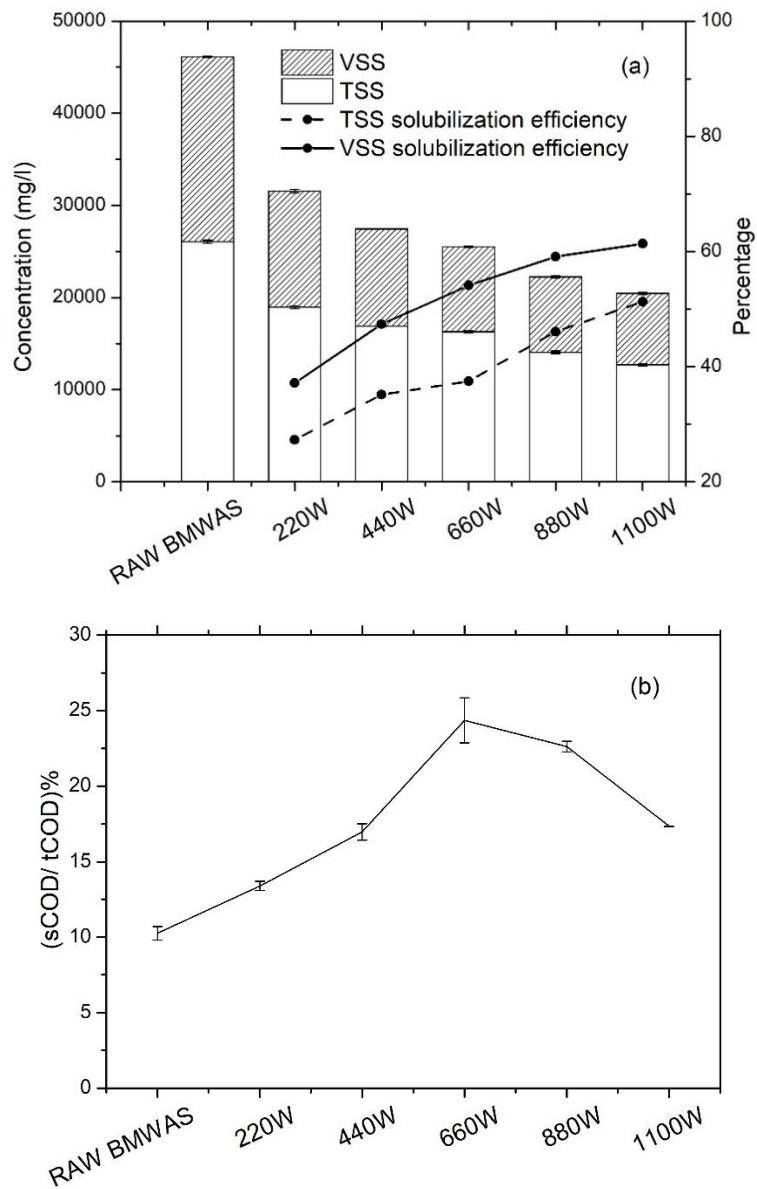 50000
40000
30000
20000
10000
0
Concentration (mg/l)
(a)
VSS
TSS
TSS solubilization efficiency
VSS solubilization efficiency
100
80
60
40
20
Percentage
RAW BMWAS
220W
440W
660W
880W
1100W
30
25
20
15
10
5
0
(sCOD/ tCOD)%
(b)
RAW BMWAS
220W
440W
660W
880W
1100W